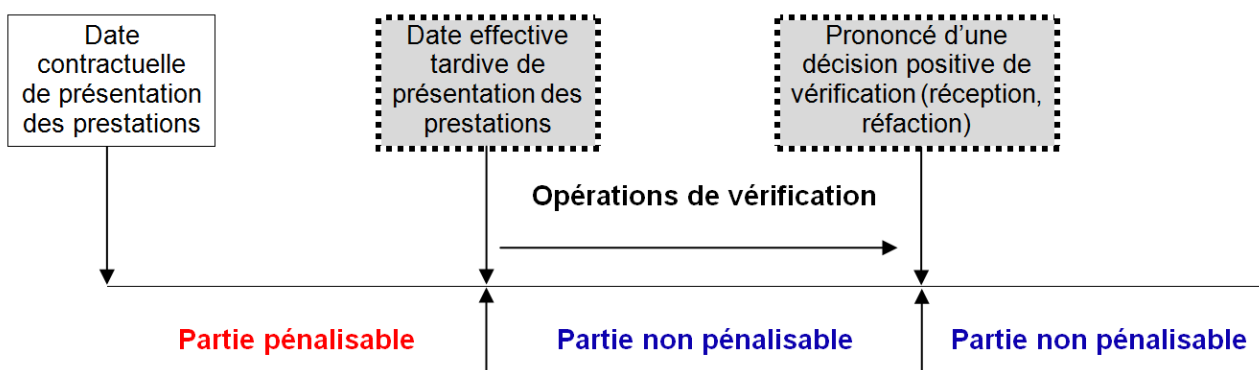 Date
contractuelle
de présentation
des prestations
Date effective
tardive de
présentation des
prestations
Prononcé d'une
décision positive de
vérification (réception,
réfaction)
Opérations de vérification
Partie pénalisable
Partie non pénalisable
Partie non pénalisable